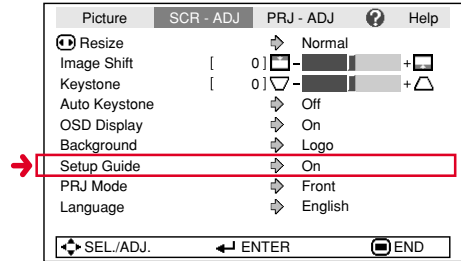 Picture SCR - ADJ PRJ - ADJ ? Help
Resize Normal
Image Shift [ 0 ] - +
Keystone [ 0 ] - +
Auto Keystone Off
OSD Display On
Background Logo
Setup Guide On
PRJ Mode Front
Language English
SEL./ADJ. ENTER END